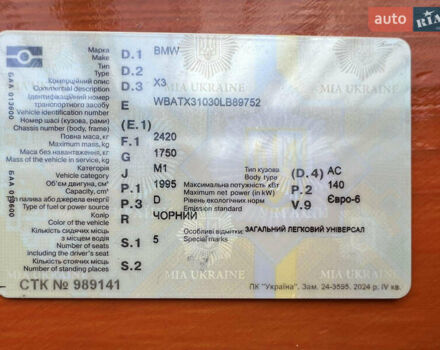 auto RIA
Марка
Make D.1 BMW
Тип
Type D.2
Комерційний опис
Commercial description D.3 X3
Ідентифікаційний номер
транспортного засобу E WBATX31030LB89752
Vehicle identification number
Номер шасі (кузова, рами)
Chassis number (body, frame) (E.1)
Повна маса, кг F.1 2420
Маса без навантаження, кг G 1750
Mass of the vehicle in service, kg
Категорія J M1 Тип кузова (D.4) AC
Vehicle category Body type
Об'єм двигуна, см³ P.1 1995 Максимальна потужність кВт P.2 140
Capacity, cm³ Maximum net power (in kW)
Тип палива або джерела енергії P.3 D Рівень екологічних норм V.9 Євро-6
Type of fuel or power source Emission standard
Колір R ЧОРНИЙ
Color of the vehicle
Кількість сидячих місць S.1 5 Особливі відмітки: ЗАГАЛЬНИЙ ЛЕГКОВИЙ УНІВЕРСАЛ
з місцем водія Special marks
Number of seats,
including the driver's seat
Кількість стоячих місць S.2
Number of standing places
MIA UKRAINE
MIA UKRAINE
MIA UKRAINE
СТК № 989141
ПК "Україна". Зам. 24-3595. 2024 р. IV кв.